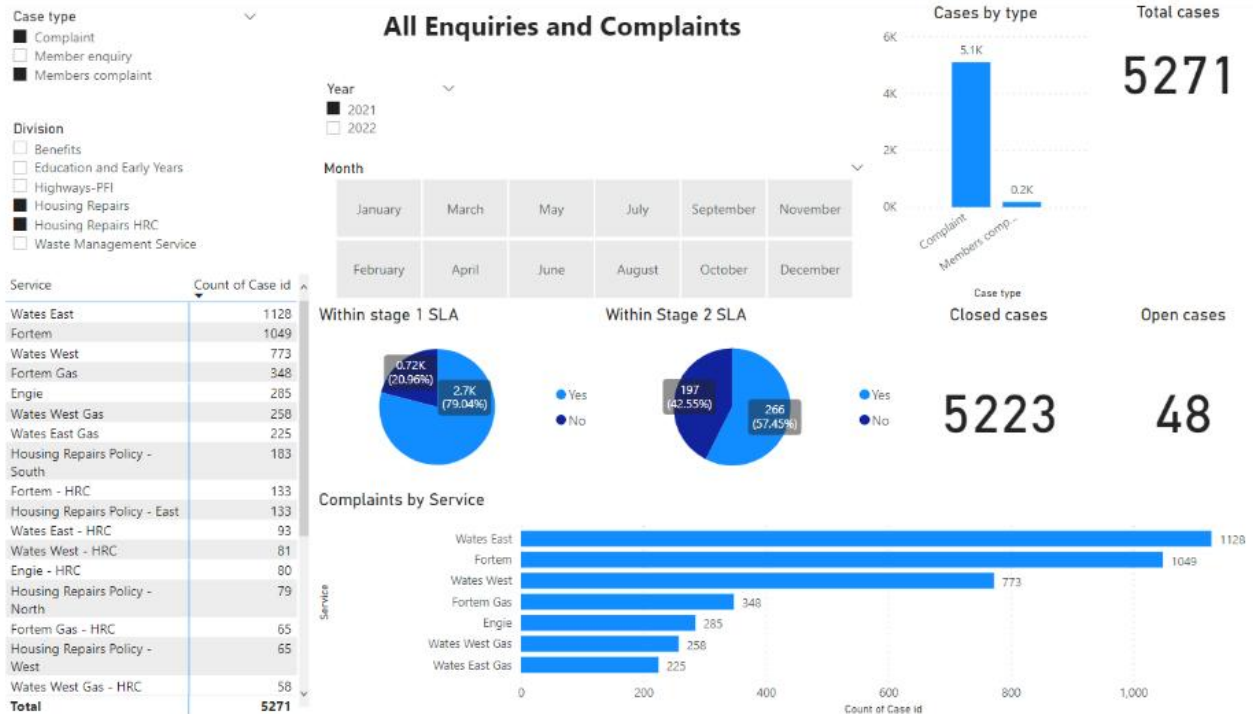 Case type
Complaint
Member enquiry
Members complaint
Division
Benefits
Education and Early Years
Highways-PFI
Housing Repairs
Housing Repairs HRC
Waste Management Service
All Enquiries and Complaints
Year
2021
2022
Month
January March May July September November
February April June August October December
Cases by type
6K
4K
2K
0K
5.1K
0.2K
Complaint
Members comp...
Case type
Total cases
5271
Service Count of Case id
Wates East 1128
Fortem 1049
Wates West 773
Fortem Gas 348
Engie 285
Wates West Gas 258
Wates East Gas 225
Housing Repairs Policy - 183
South
Fortem - HRC 133
Housing Repairs Policy - East 133
Wates East - HRC 93
Wates West - HRC 81
Engie - HRC 80
Housing Repairs Policy - 79
North
Fortem Gas - HRC 65
Housing Repairs Policy - 65
West
Wates West Gas - HRC 58
Total 5271
Within stage 1 SLA
0.72K
(20.96%)
2.7K
(79.04%)
Yes
No
Within Stage 2 SLA
197
(42.55%)
266
(57.45%)
Yes
No
Closed cases
5223
Open cases
48
Complaints by Service
Service
Wates East 1128
Fortem 1049
Wates West 773
Fortem Gas 348
Engie 285
Wates West Gas 258
Wates East Gas 225
0 200 400 600 800 1,000
Count of Case id